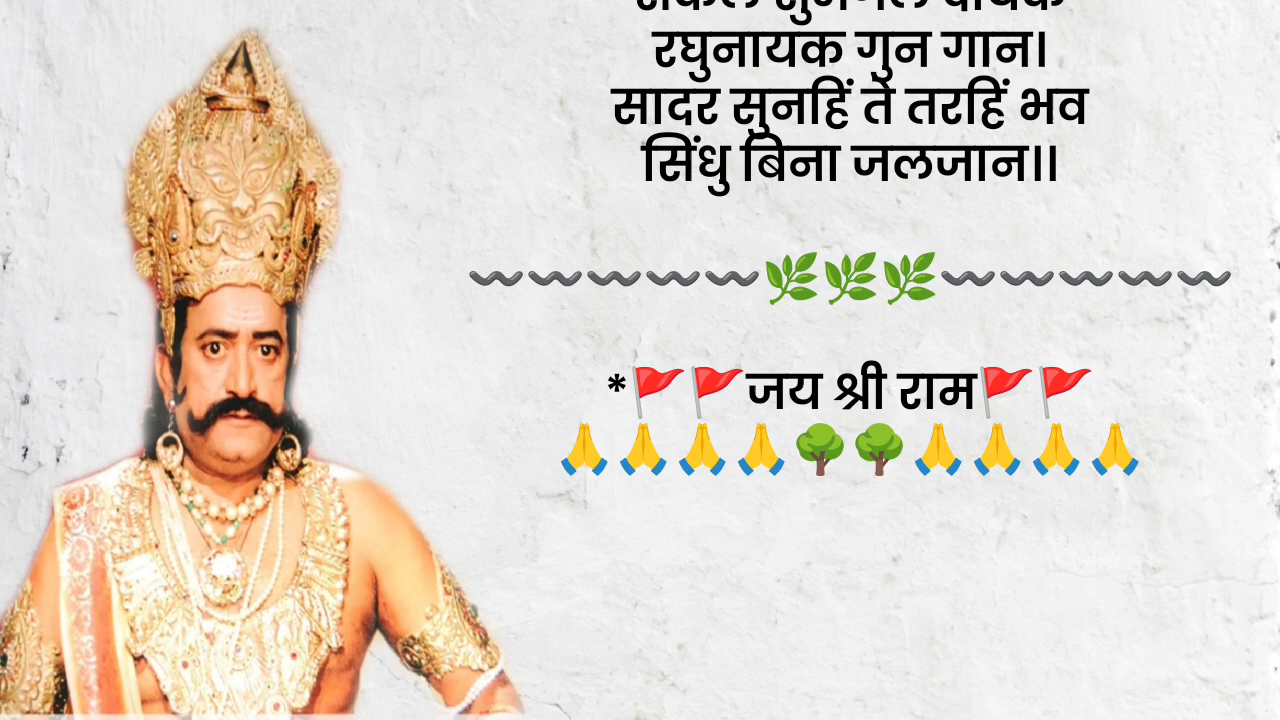 रघुनायक गुन गान।
सादर सुनहिं ते तरहिं भव
सिंधु बिना जलजान।।
〰〰〰〰〰🌿🌿🌿〰〰〰〰〰
*🚩🚩जय श्री राम🚩🚩
🙏🙏🙏🙏🌳🌳🙏🙏🙏🙏